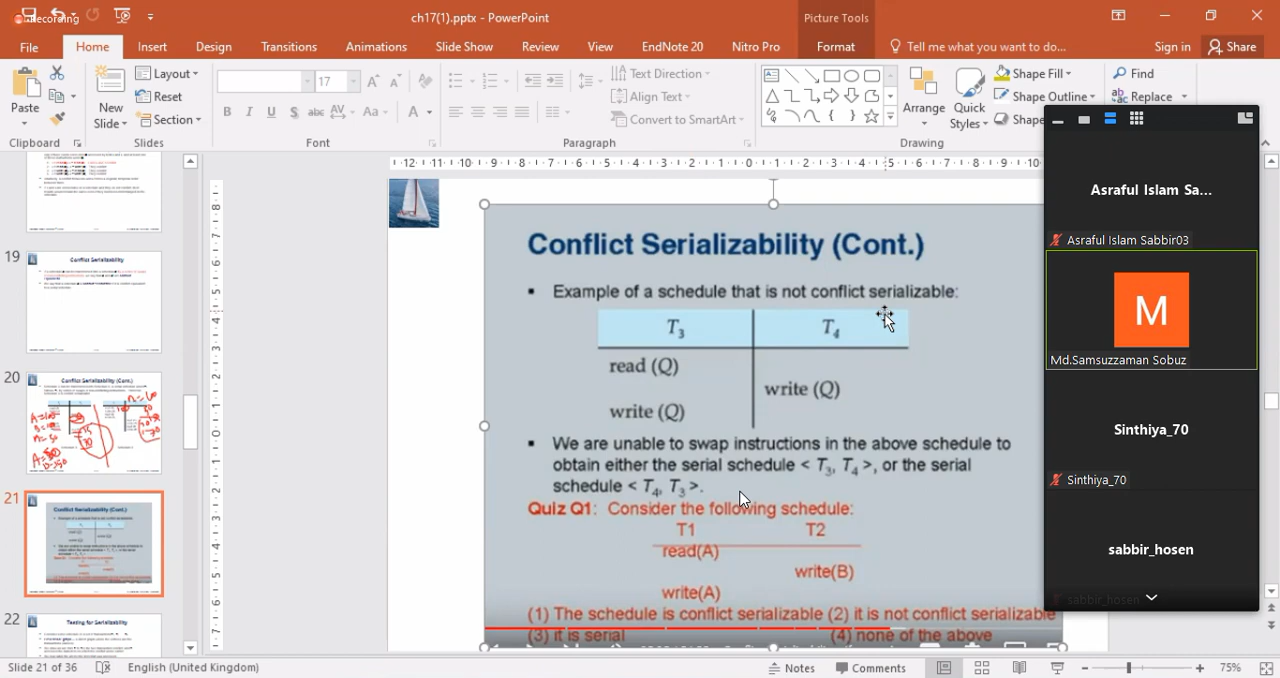 Recording
ch17(1).pptx - PowerPoint
Picture Tools
File
Home
Insert
Design
Transitions
Animations
Slide Show
Review
View
EndNote 20
Nitro Pro
Format
Tell me what you want to do...
Sign in
Share
Paste
New
Slide
Layout
Reset
Section
17
B
I
U
S
abc
AV
Aa
A
Text Direction
Align Text
Convert to SmartArt
Arrange
Quick
Styles
Shape Fill
Shape Outline
Find
Replace
Clipboard
Slides
Font
Paragraph
Drawing
19
Conflict Serializability
20
Conflict Serializability (Cont.)
21
Conflict Serializability (Cont.)
22
Testing for Serializability
Conflict Serializability (Cont.)
Example of a schedule that is not conflict serializable:
T3 T4
read (Q)
write (Q)
write (Q)
We are unable to swap instructions in the above schedule to
obtain either the serial schedule < T3, T4 >, or the serial
schedule < T4, T3 >.
Quiz Q1: Consider the following schedule:
T1 T2
read(A)
write(B)
write(A)
(1) The schedule is conflict serializable (2) it is not conflict serializable
(3) it is serial (4) none of the above
Asraful Islam Sa...
Asraful Islam Sabbir03
M
Md.Samsuzzaman Sobuz
Sinthiya_70
Sinthiya_70
sabbir_hosen
sabbir_hosen
Slide 21 of 36
English (United Kingdom)
Notes
Comments
75%